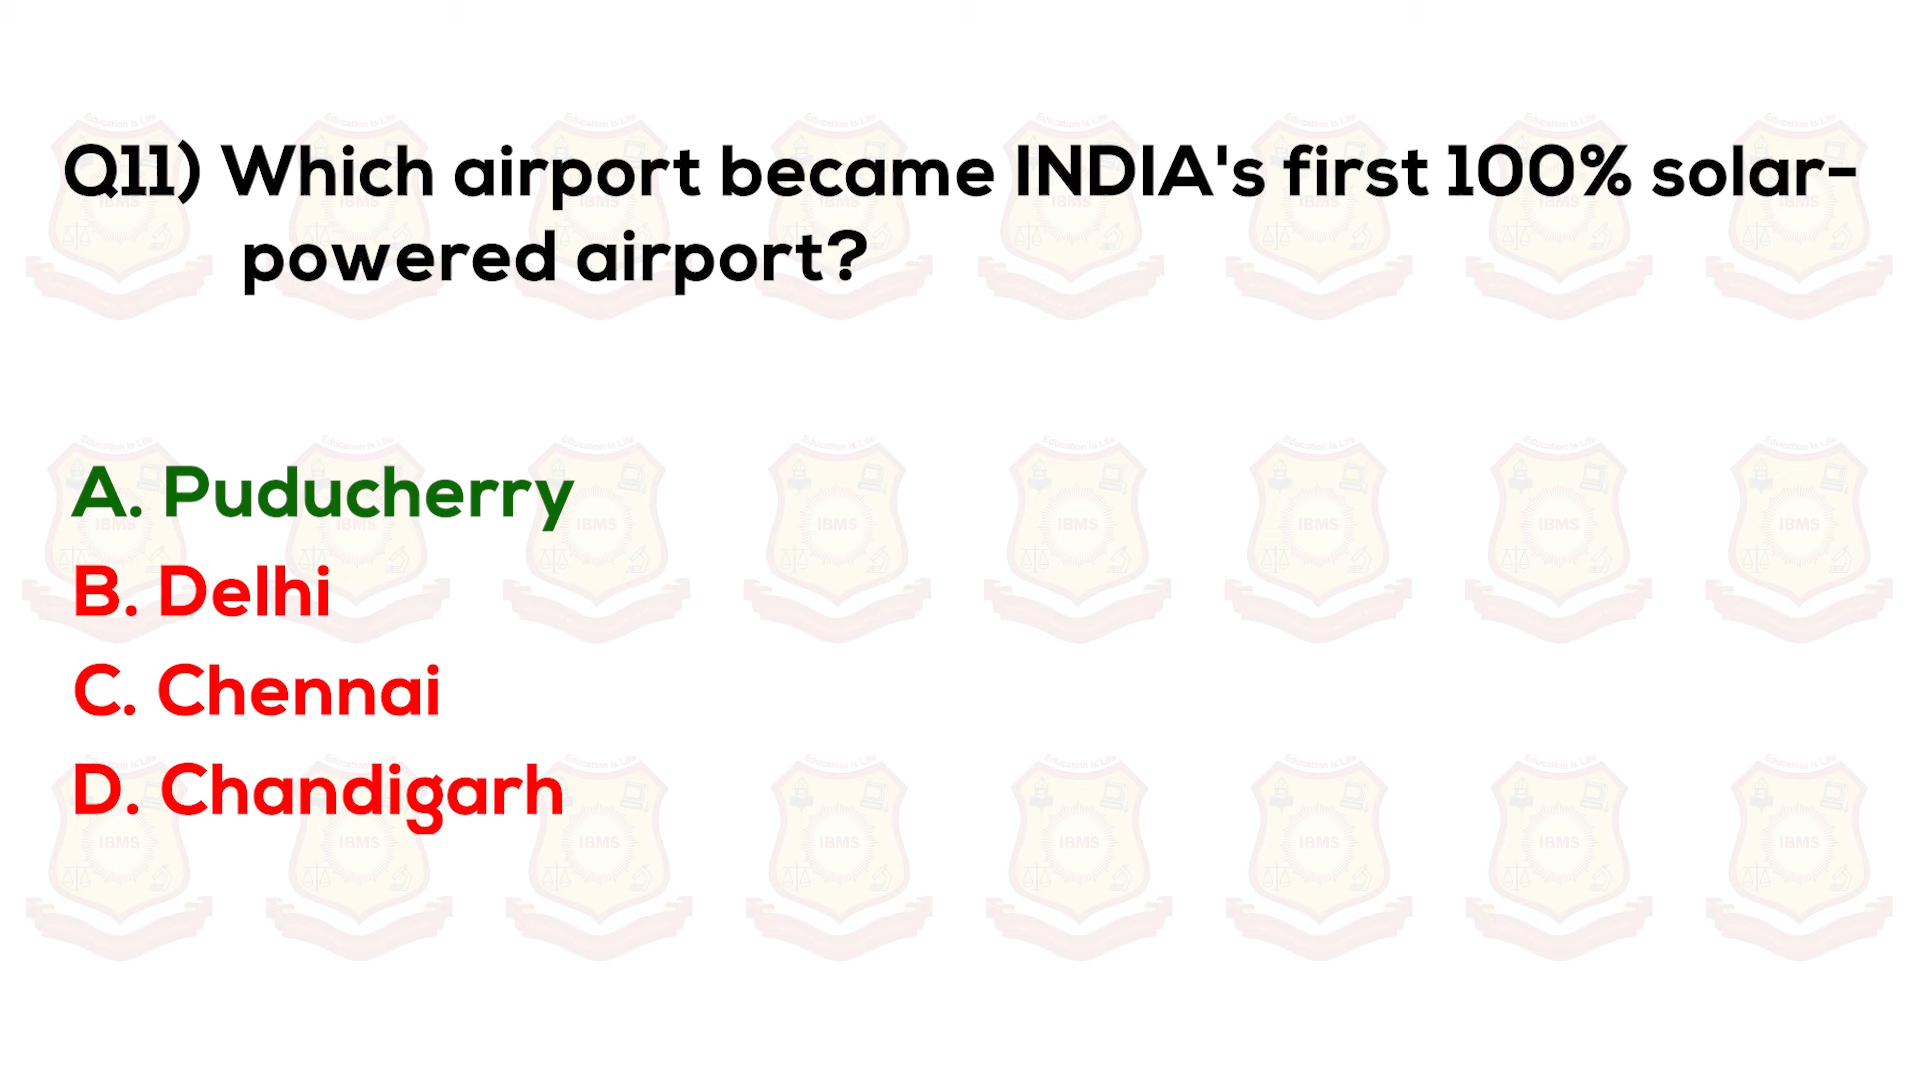 Q11) Which airport became INDIA's first 100% solar-
powered airport?
A. Puducherry
B. Delhi
C. Chennai
D. Chandigarh